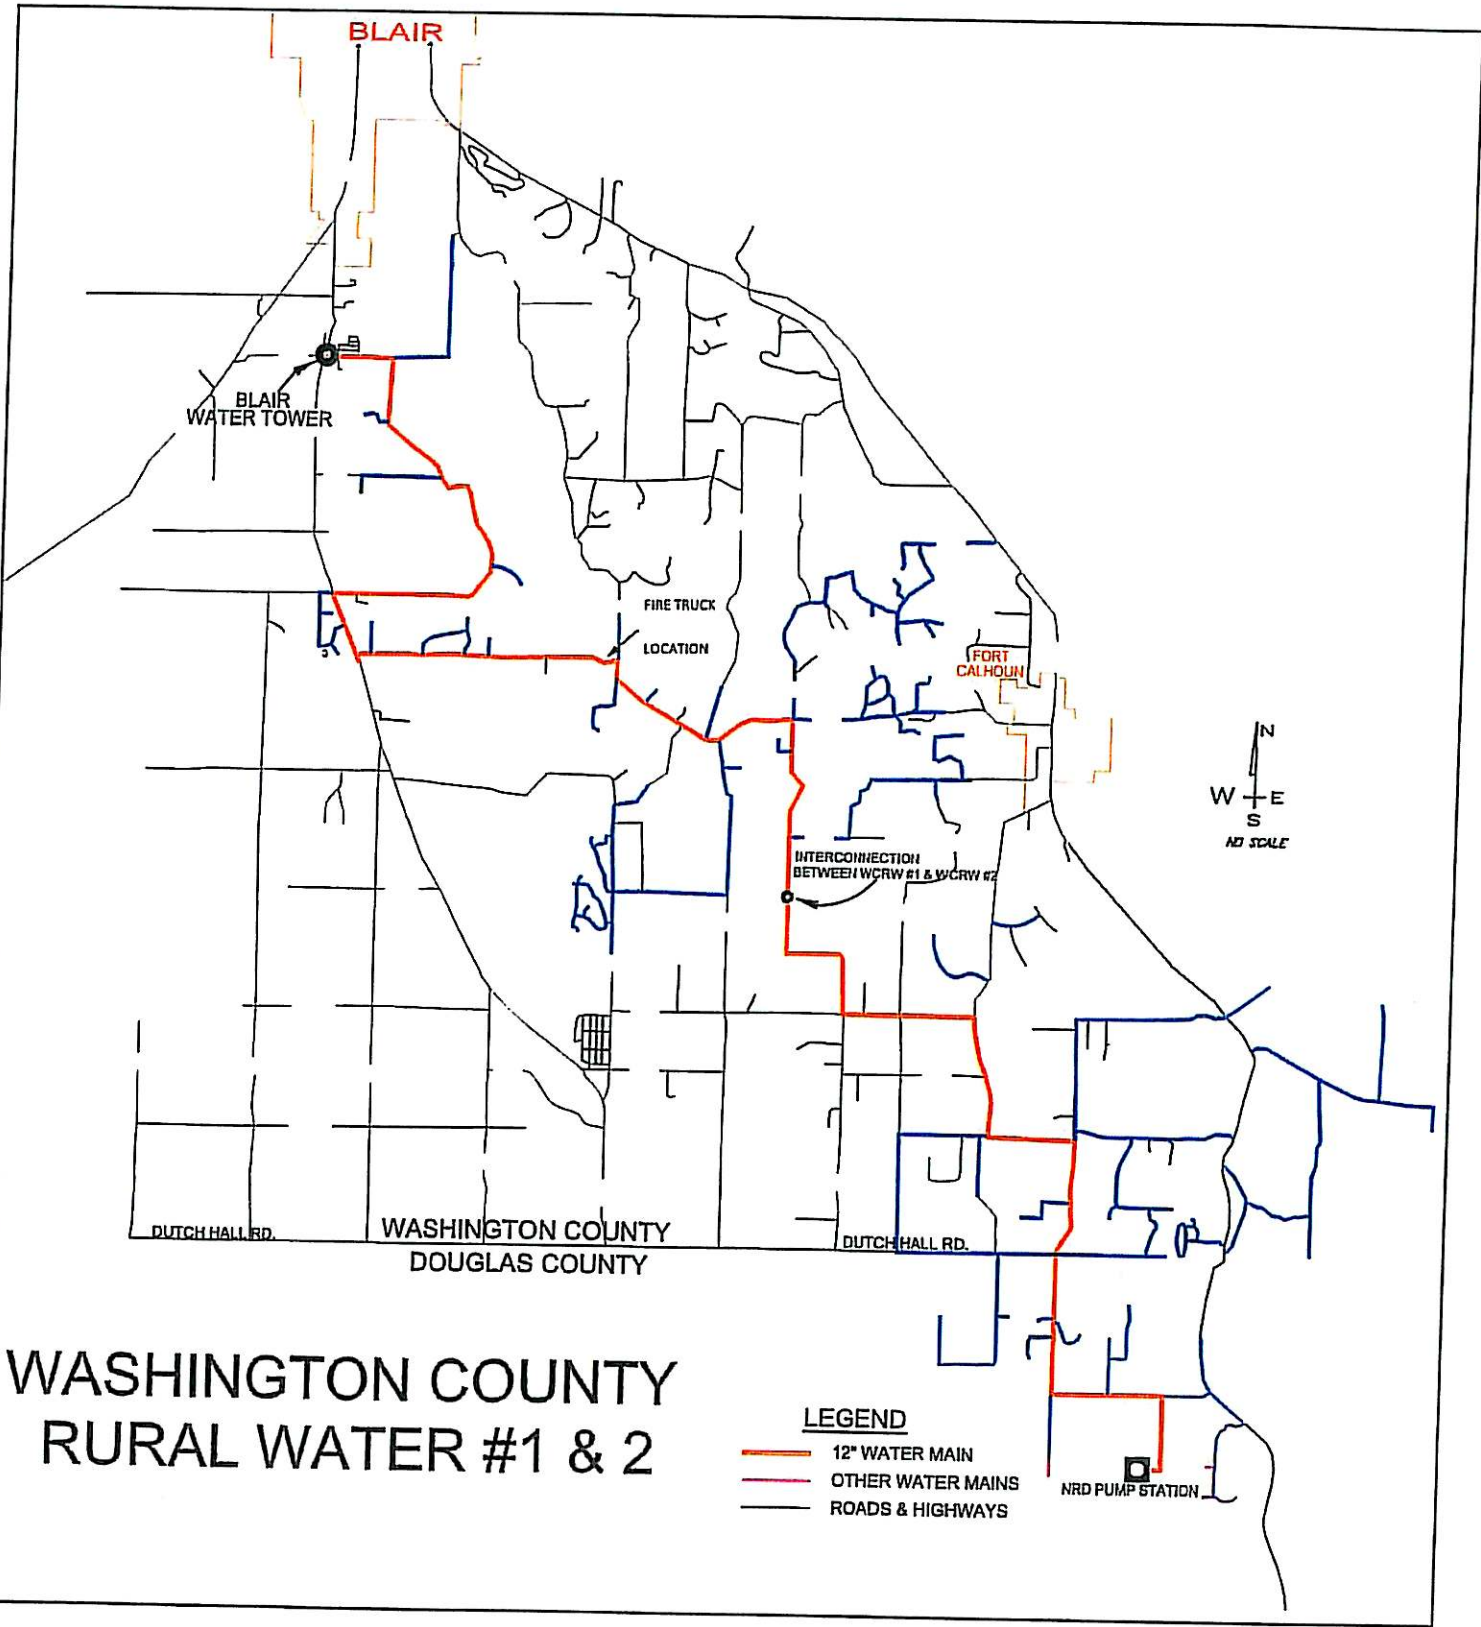 BLAIR
BLAIR
WATER TOWER
FIRE TRUCK
LOCATION
FORT
CALHOUN
N
W E
S
NO SCALE
INTERCONNECTION
BETWEEN WCRW #1 & WCRW #2
DUTCH HALL RD.
WASHINGTON COUNTY
DOUGLAS COUNTY
DUTCH HALL RD.
WASHINGTON COUNTY
RURAL WATER #1 & 2
LEGEND
12" WATER MAIN
OTHER WATER MAINS
ROADS & HIGHWAYS
NRD PUMP STATION